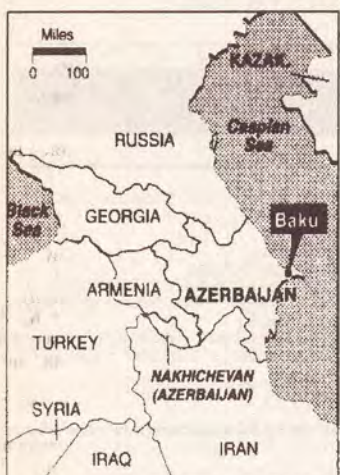 Miles
0 100
KAZAK.
RUSSIA
Caspian
Sea
Black
Sea
GEORGIA
Baku
ARMENIA
AZERBAIJAN
TURKEY
NAKHICHEVAN
(AZERBAIJAN)
SYRIA
IRAQ
IRAN